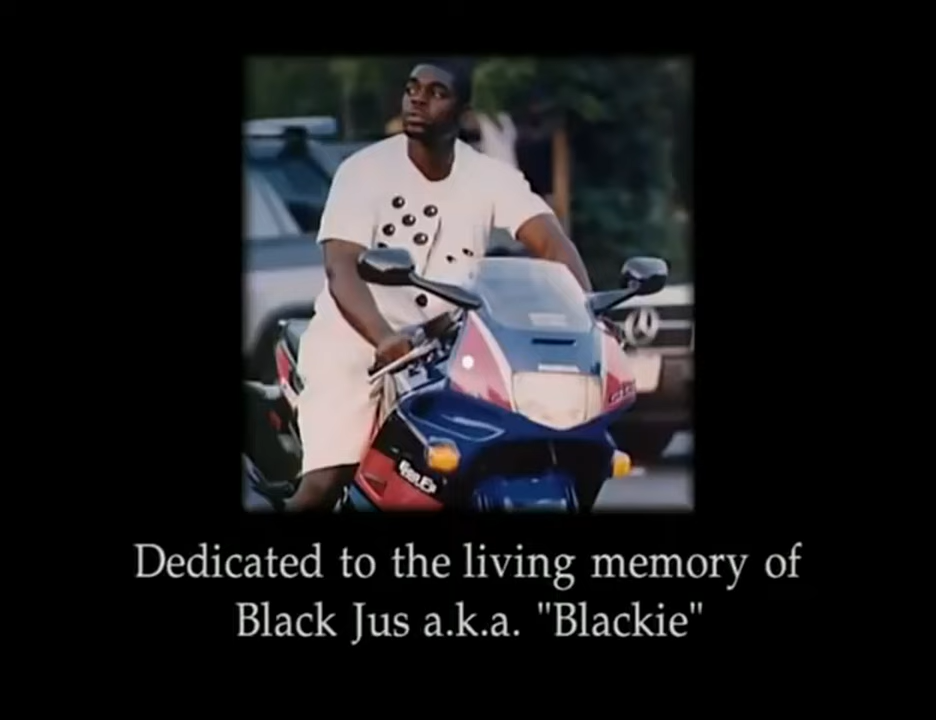 Dedicated to the living memory of
Black Jus a.k.a. "Blackie"